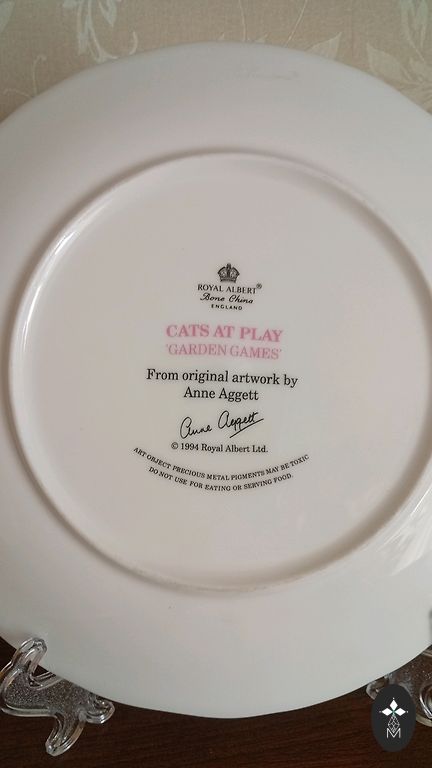 ROYAL ALBERT®
Bone China
ENGLAND
CATS AT PLAY
'GARDEN GAMES'
From original artwork by
Anne Aggett
Anne Aggett
© 1994 Royal Albert Ltd.
ART OBJECT PRECIOUS METAL PIGMENTS MAY BE TOXIC
DO NOT USE FOR EATING OR SERVING FOOD.
M